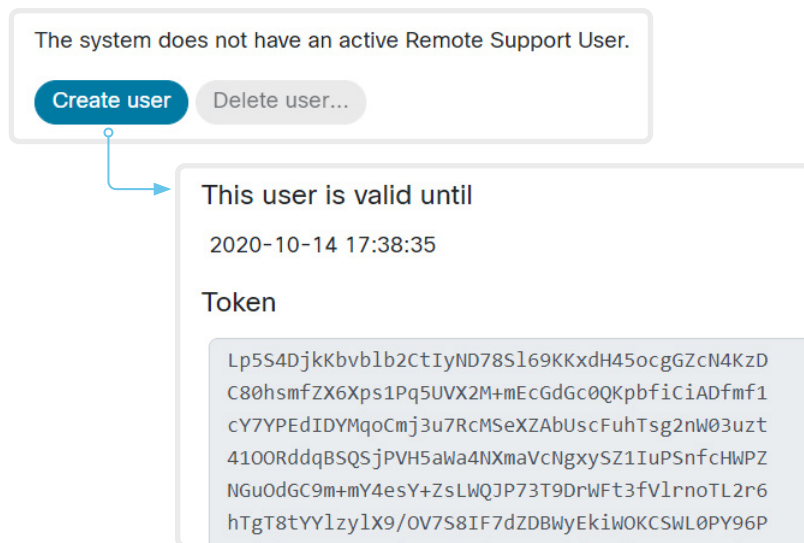 The system does not have an active Remote Support User.
Create user Delete user...
This user is valid until
2020-10-14 17:38:35
Token
Lp5S4DjkKbvblb2CtIyND78Sl69KKxdH45ocgGZcN4KzD
C80hsmfZX6Xps1Pq5UVX2M+mEcGdGc0QKpbfiCiADfmf1
cY7YPEdIDYMqoCmj3u7RcMSeXZAbUscFuhTsg2nW03uzt
41OORddqBSQSjPVH5aWa4NXmaVcNgxySZ1IuPSnfcHWPZ
NGuOdGC9m+mY4esY+ZsLWQJP73T9DrWFt3fVlrnoTL2r6
hTgT8tYYlzylX9/OV7S8IF7dZDBWyEkiWOKCSWL0PY96P